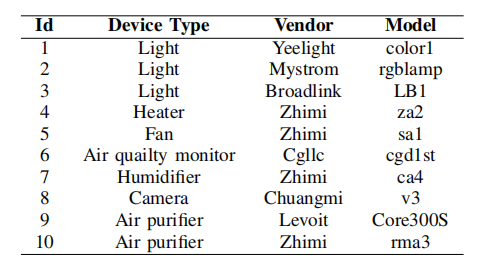 Id Device Type Vendor Model
1 Light Yeelight color1
2 Light Mystrom rgblamp
3 Light Broadlink LB1
4 Heater Zhimi za2
5 Fan Zhimi sa1
6 Air quailty monitor Cgllc cgd1st
7 Humidifier Zhimi ca4
8 Camera Chuangmi v3
9 Air purifier Levoit Core300S
10 Air purifier Zhimi rma3